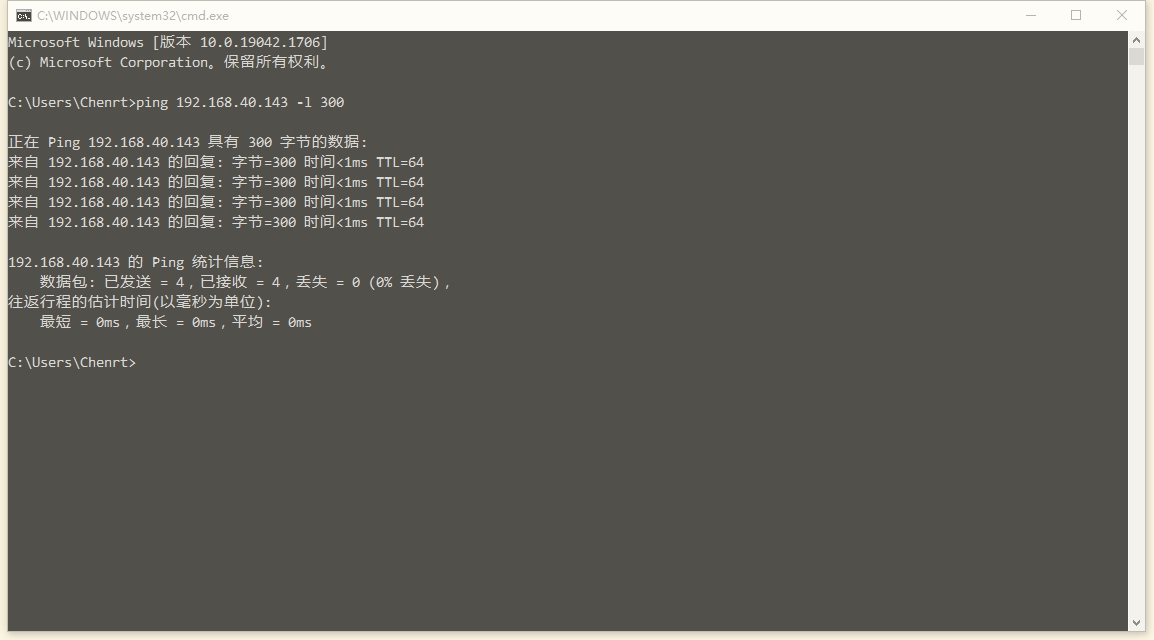 C:\WINDOWS\system32\cmd.exe
Microsoft Windows [版本 10.0.19042.1706]
(c) Microsoft Corporation。保留所有权利。
C:\Users\Chenrt>ping 192.168.40.143 -l 300
正在 Ping 192.168.40.143 具有 300 字节的数据:
来自 192.168.40.143 的回复: 字节=300 时间<1ms TTL=64
来自 192.168.40.143 的回复: 字节=300 时间<1ms TTL=64
来自 192.168.40.143 的回复: 字节=300 时间<1ms TTL=64
来自 192.168.40.143 的回复: 字节=300 时间<1ms TTL=64
192.168.40.143 的 Ping 统计信息:
    数据包: 已发送 = 4，已接收 = 4，丢失 = 0 (0% 丢失)，
往返行程的估计时间(以毫秒为单位):
    最短 = 0ms，最长 = 0ms，平均 = 0ms
C:\Users\Chenrt>